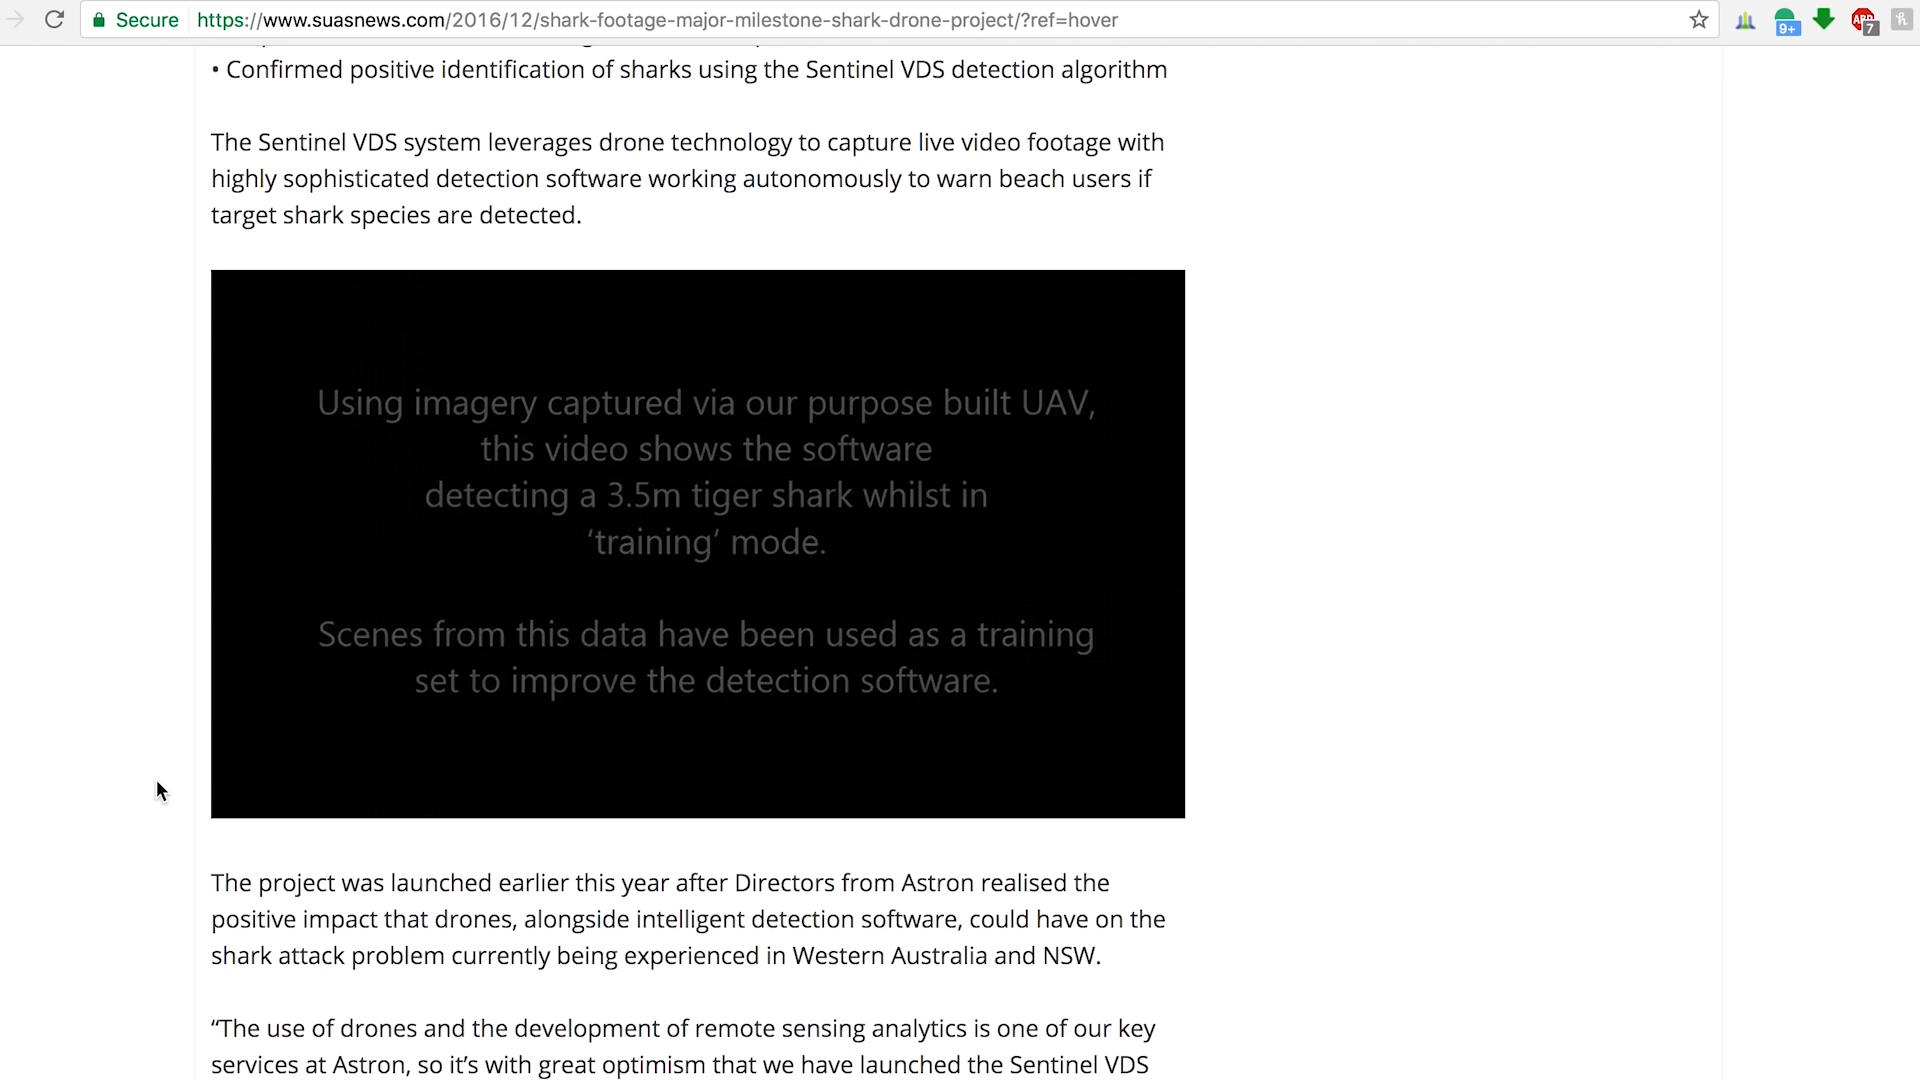 Secure
https://www.suasnews.com/2016/12/shark-footage-major-milestone-shark-drone-project/?ref=hover
9+
ABP
7
• Confirmed positive identification of sharks using the Sentinel VDS detection algorithm
The Sentinel VDS system leverages drone technology to capture live video footage with
highly sophisticated detection software working autonomously to warn beach users if
target shark species are detected.
Using imagery captured via our purpose built UAV,
this video shows the software
detecting a 3.5m tiger shark whilst in
‘training’ mode.
Scenes from this data have been used as a training
set to improve the detection software.
The project was launched earlier this year after Directors from Astron realised the
positive impact that drones, alongside intelligent detection software, could have on the
shark attack problem currently being experienced in Western Australia and NSW.
“The use of drones and the development of remote sensing analytics is one of our key
services at Astron, so it’s with great optimism that we have launched the Sentinel VDS